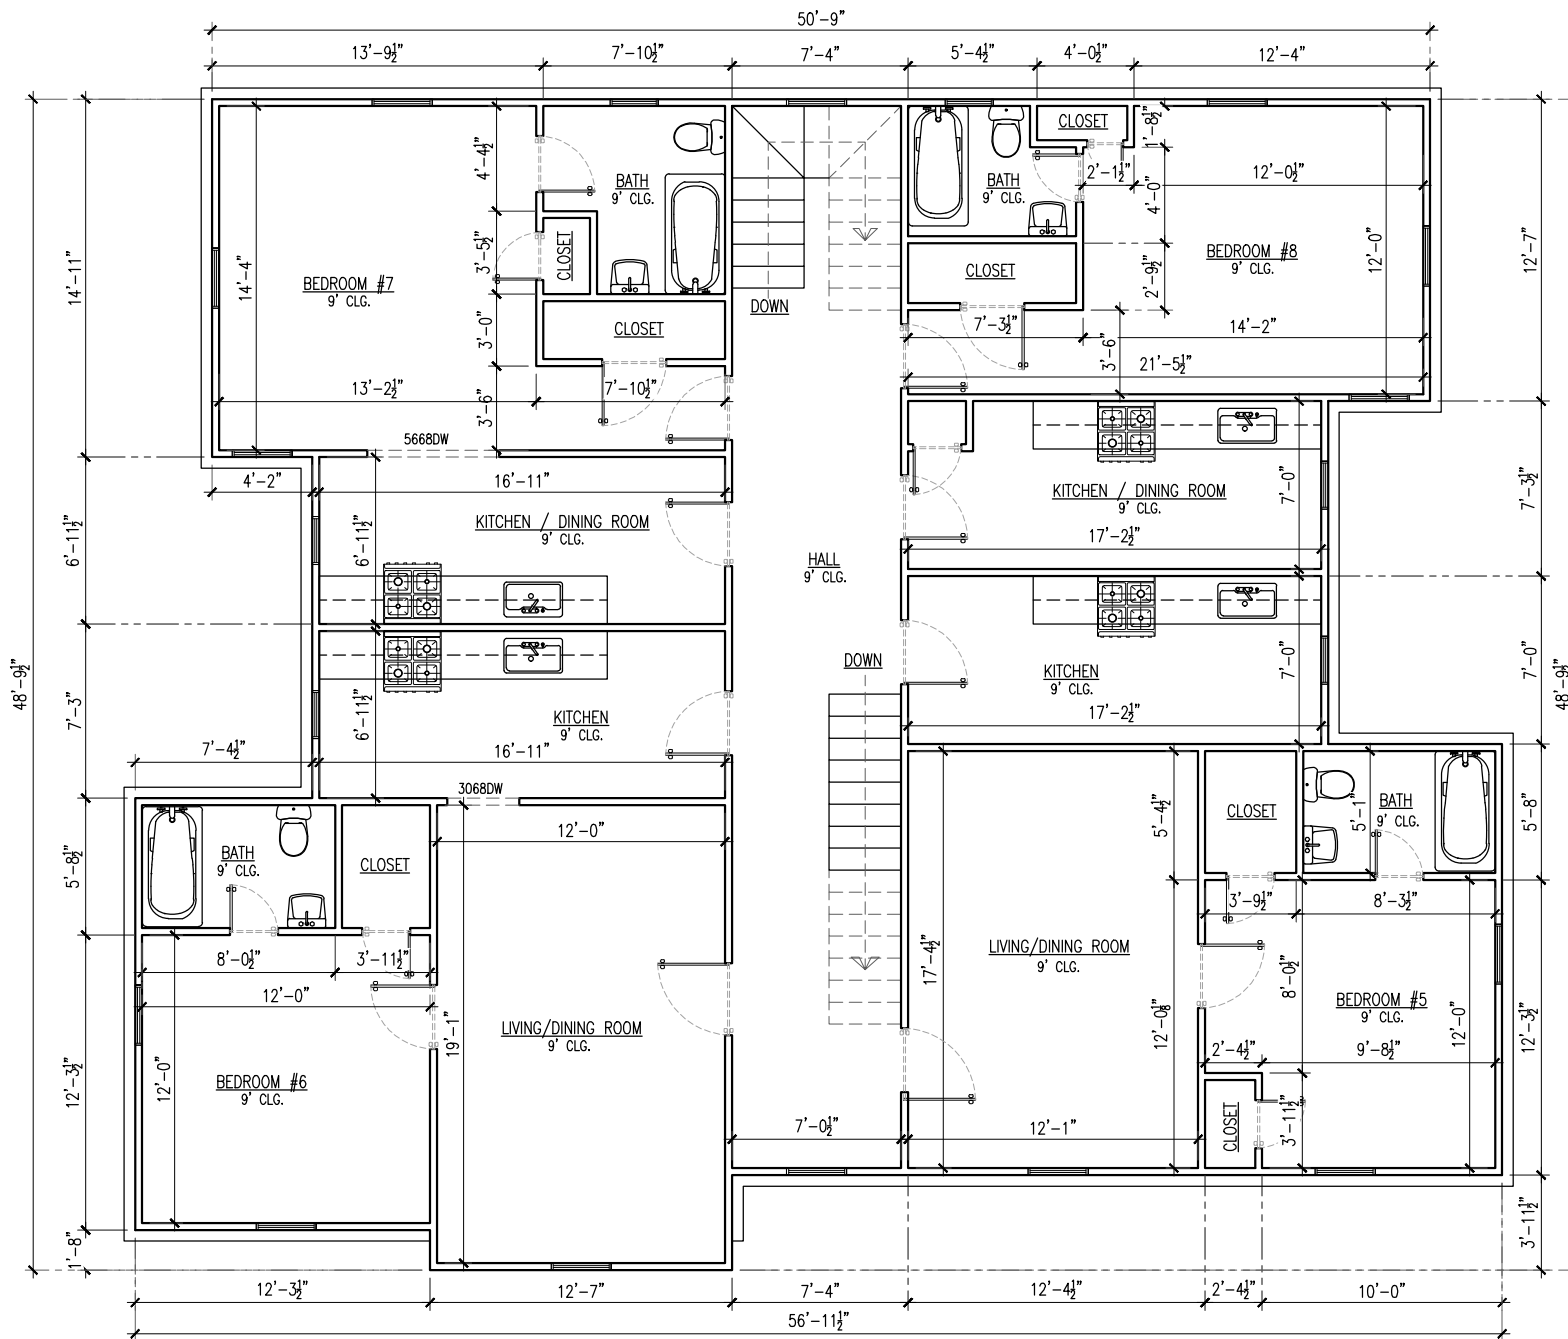 50'-9"
13'-9½" 7'-10½" 7'-4" 5'-4½" 4'-0½" 12'-4"
CLOSET
1'-8½"
4'-4½"
BATH
9' CLG.
BATH
9' CLG.
2'-1½" 12'-0½"
4'-0"
14'-11"
14'-4"
3'-5½"
CLOSET
BEDROOM #7
9' CLG.
DOWN
CLOSET
2'-9½"
BEDROOM #8
9' CLG.
12'-0"
12'-7"
3'-0"
CLOSET
7'-3½" 14'-2"
3'-6"
21'-5½"
13'-2½" 7'-10½"
3'-6"
5668DW
4'-2" 16'-11"
6'-11½"
6'-11½"
KITCHEN / DINING ROOM
9' CLG.
HALL
9' CLG.
KITCHEN / DINING ROOM
9' CLG.
17'-2½"
7'-0"
7'-3½"
48'-9½"
7'-3"
6'-11½"
KITCHEN
9' CLG.
16'-11"
7'-4½"
3068DW
DOWN
KITCHEN
9' CLG.
17'-2½"
7'-0"
7'-0"
48'-9½"
5'-8½"
BATH
9' CLG.
CLOSET
12'-0"
5'-4½"
CLOSET
5'-1"
BATH
9' CLG.
5'-8"
8'-0½" 3'-11½"
12'-0"
3'-9½" 8'-3½"
LIVING/DINING ROOM
9' CLG.
17'-4½"
8'-0½"
12'-3½"
12'-0"
BEDROOM #6
9' CLG.
19'-1"
LIVING/DINING ROOM
9' CLG.
12'-0⅛"
BEDROOM #5
9' CLG.
2'-4½" 9'-8½"
12'-0"
12'-3½"
7'-0½" 12'-1"
CLOSET
3'-11½"
1'-8"
3'-11½"
12'-3½" 12'-7" 7'-4" 12'-4½" 2'-4½" 10'-0"
56'-11½"